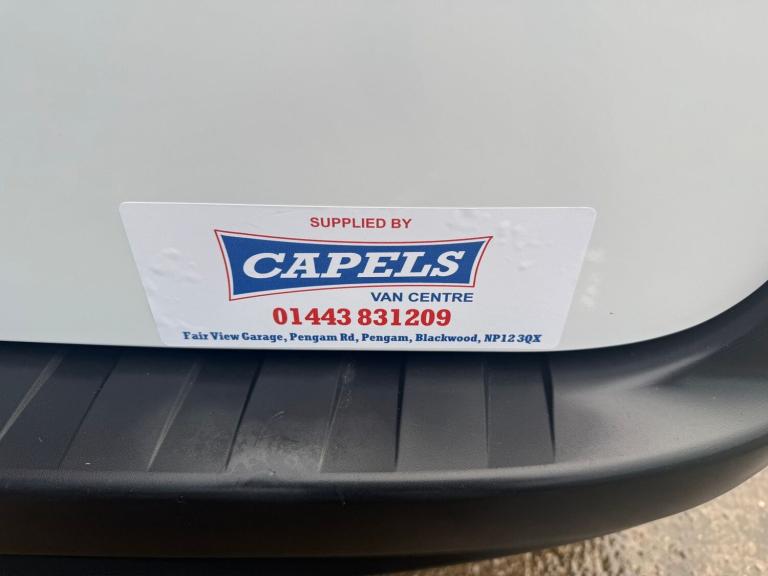 SUPPLIED BY
CAPELS
VAN CENTRE
01443 831209
Fair View Garage, Pengam Rd, Pengam, Blackwood, NP12 3QX